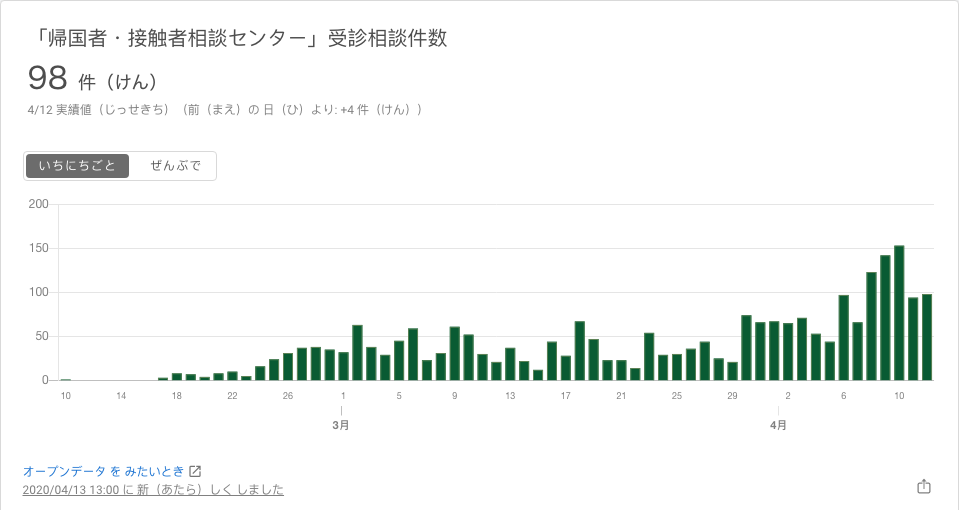 「帰国者・接触者相談センター」受診相談件数
98 件（けん）
4/12 実績値（じっせきち）（前（まえ）の 日（ひ）より: +4 件（けん））
いちにちごと ぜんぶで
200
150
100
50
0
10 14 18 22 26 1 5 9 13 17 21 25 29 2 6 10
3月 4月
オープンデータ を みたいとき
2020/04/13 13:00 に 新（あたら）しく しました